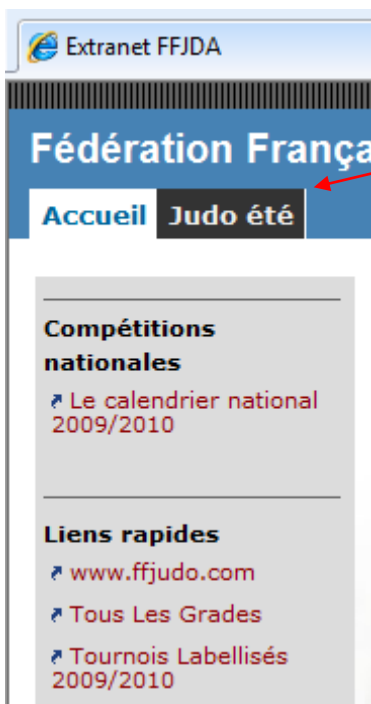 Extranet FFJDA
Fédération França
Accueil Judo été
Compétitions
nationales
Le calendrier national
2009/2010
Liens rapides
www.ffjudo.com
Tous Les Grades
Tournois Labellisés
2009/2010